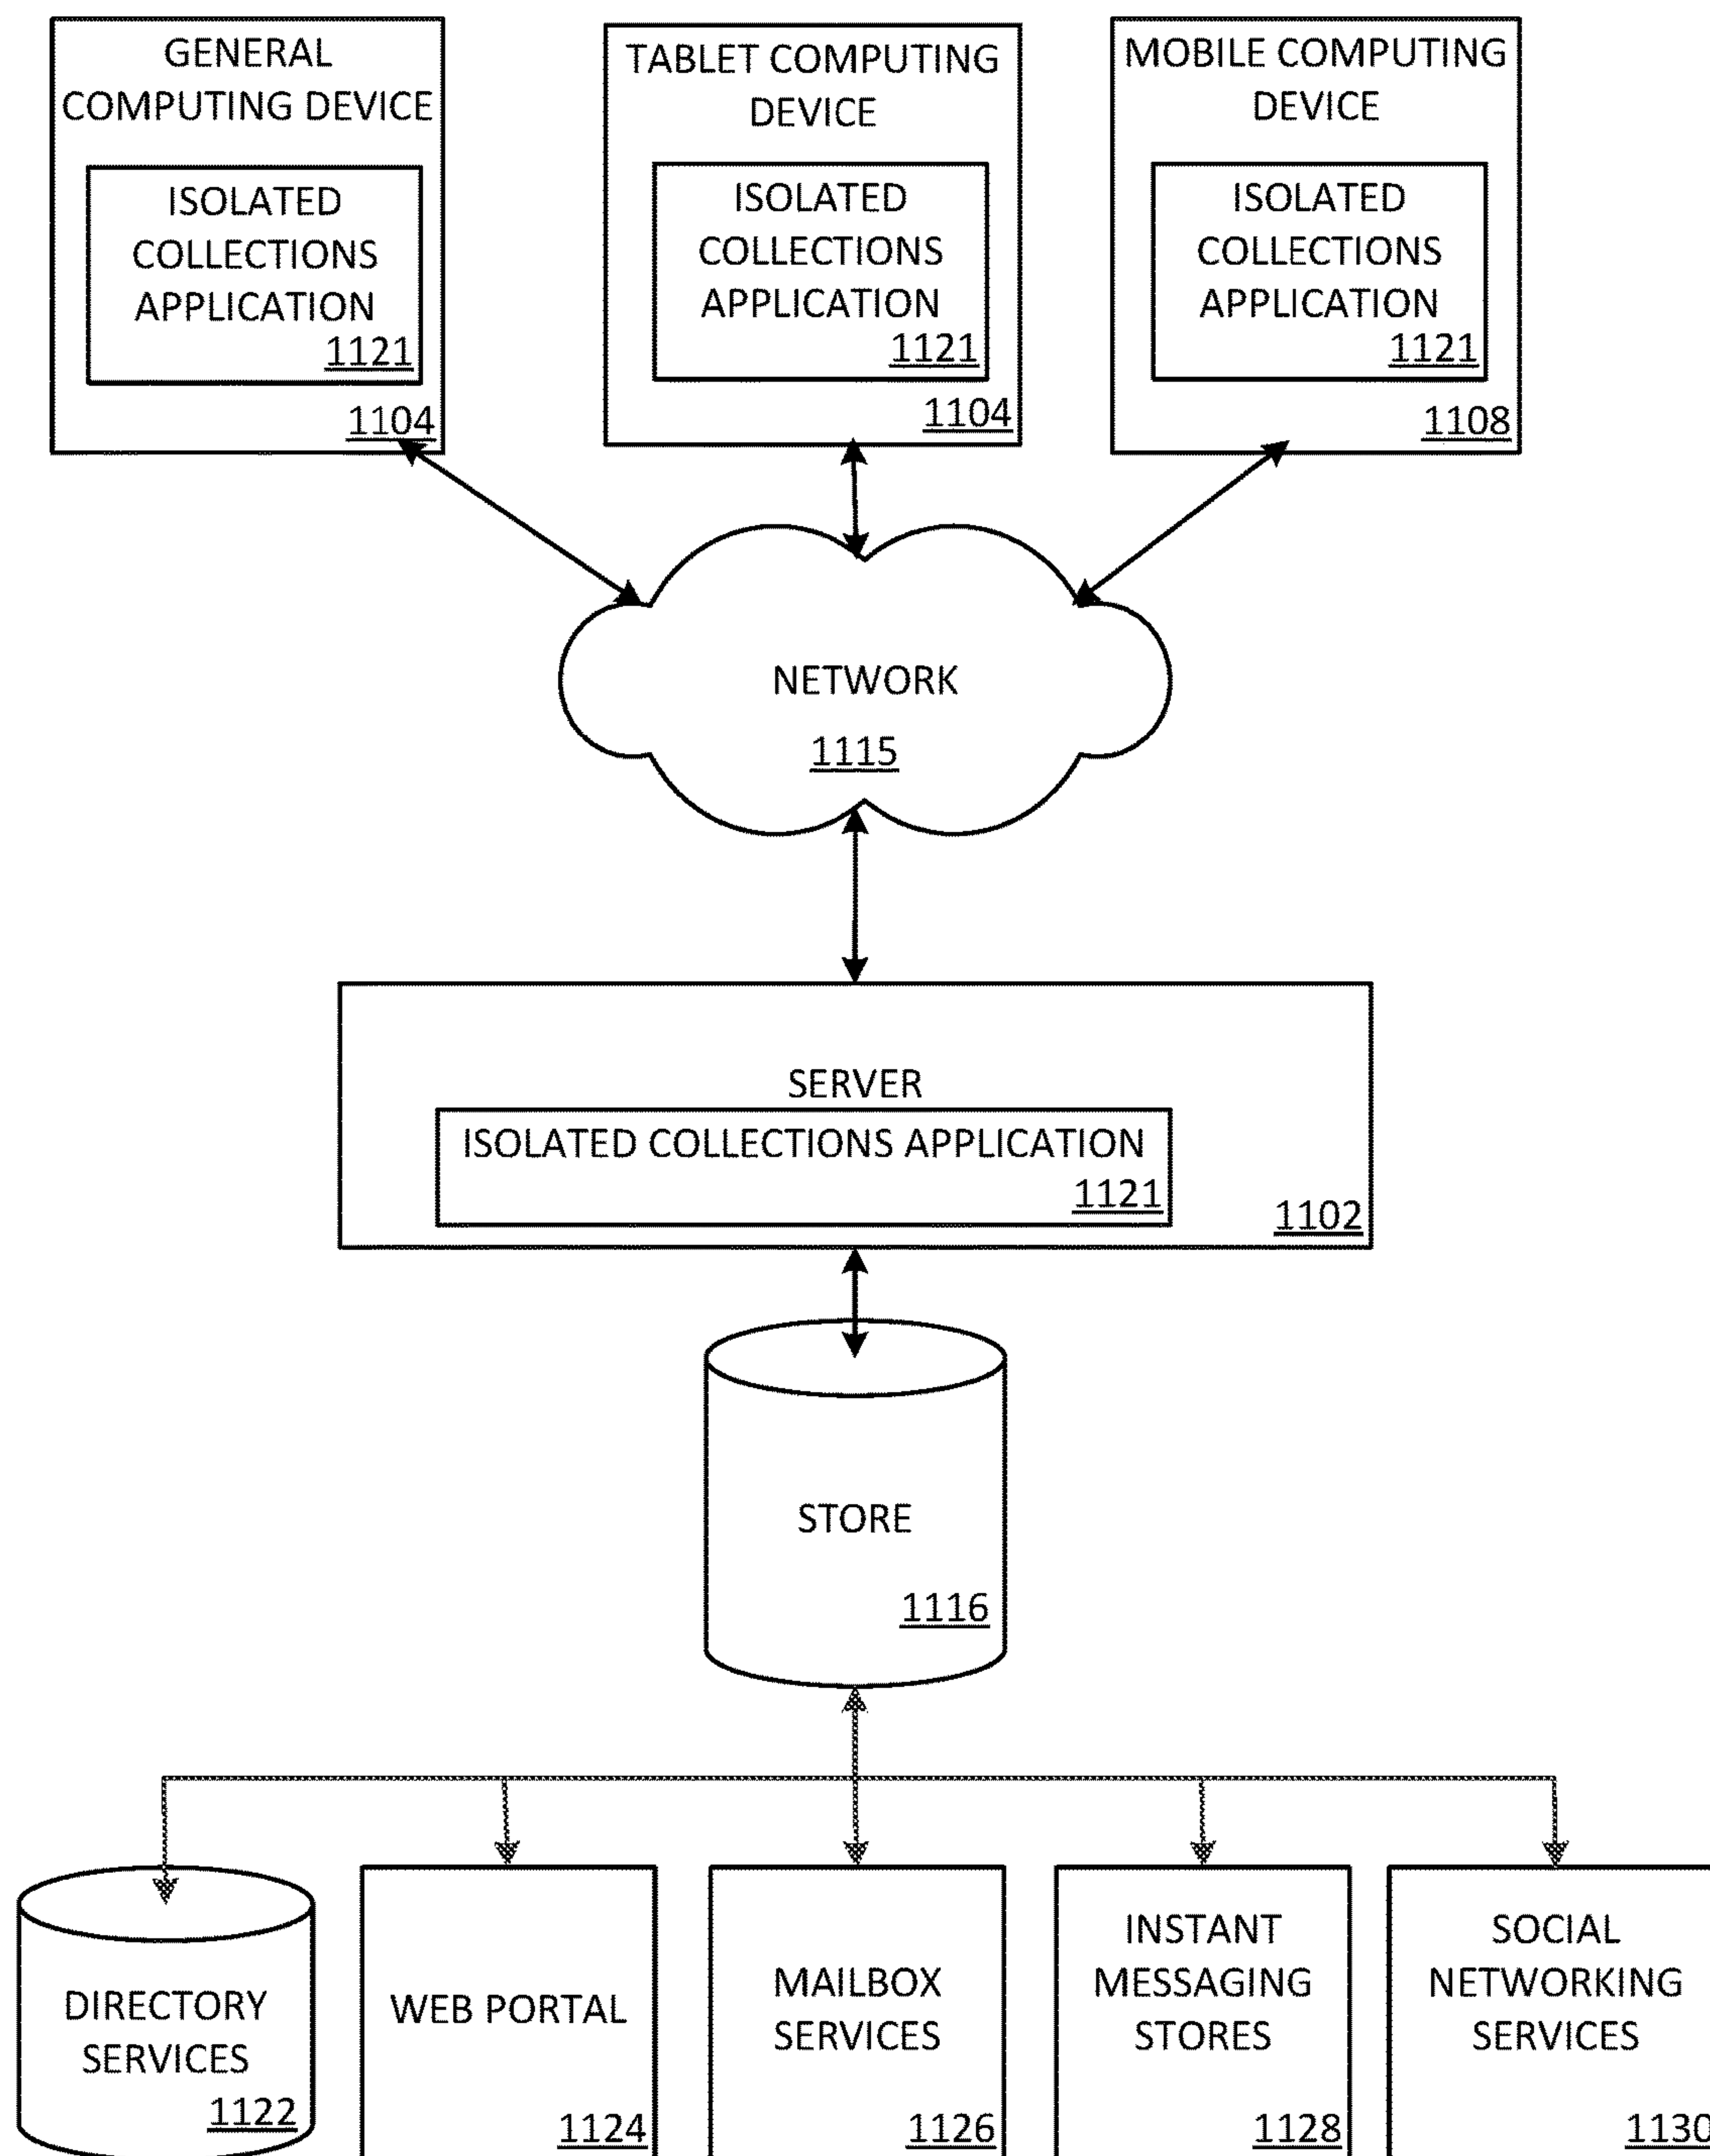 GENERAL
COMPUTING DEVICE
ISOLATED
COLLECTIONS
APPLICATION
1121
1104
TABLET COMPUTING
DEVICE
ISOLATED
COLLECTIONS
APPLICATION
1121
1104
MOBILE COMPUTING
DEVICE
ISOLATED
COLLECTIONS
APPLICATION
1121
1108
NETWORK
1115
SERVER
ISOLATED COLLECTIONS APPLICATION
1121
1102
STORE
1116
DIRECTORY
SERVICES
1122
WEB PORTAL
1124
MAILBOX
SERVICES
1126
INSTANT
MESSAGING
STORES
1128
SOCIAL
NETWORKING
SERVICES
1130